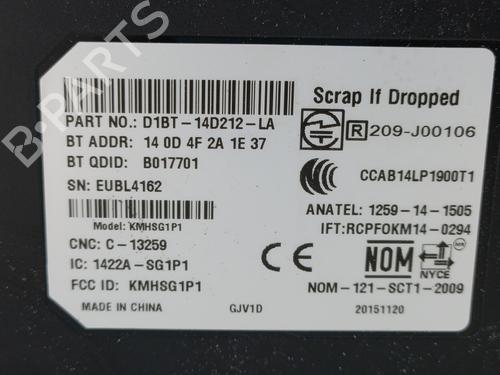 Scrap If Dropped
PART NO.: D1BT-14D212-LA
R 209-J00106
BT ADDR: 14 0D 4F 2A 1E 37
BT QDID: B017701
CCAB14LP1900T1
SN: EUBL4162
ANATEL: 1259-14-1505
Model: KMHSG1P1
IFT:RCPFOKM14-0294
CNC: C-13259
CE
NOM
NYCE
IC: 1422A-SG1P1
FCC ID: KMHSG1P1
NOM-121-SCT1-2009
MADE IN CHINA
GJV1D
20151120
B-PARTS